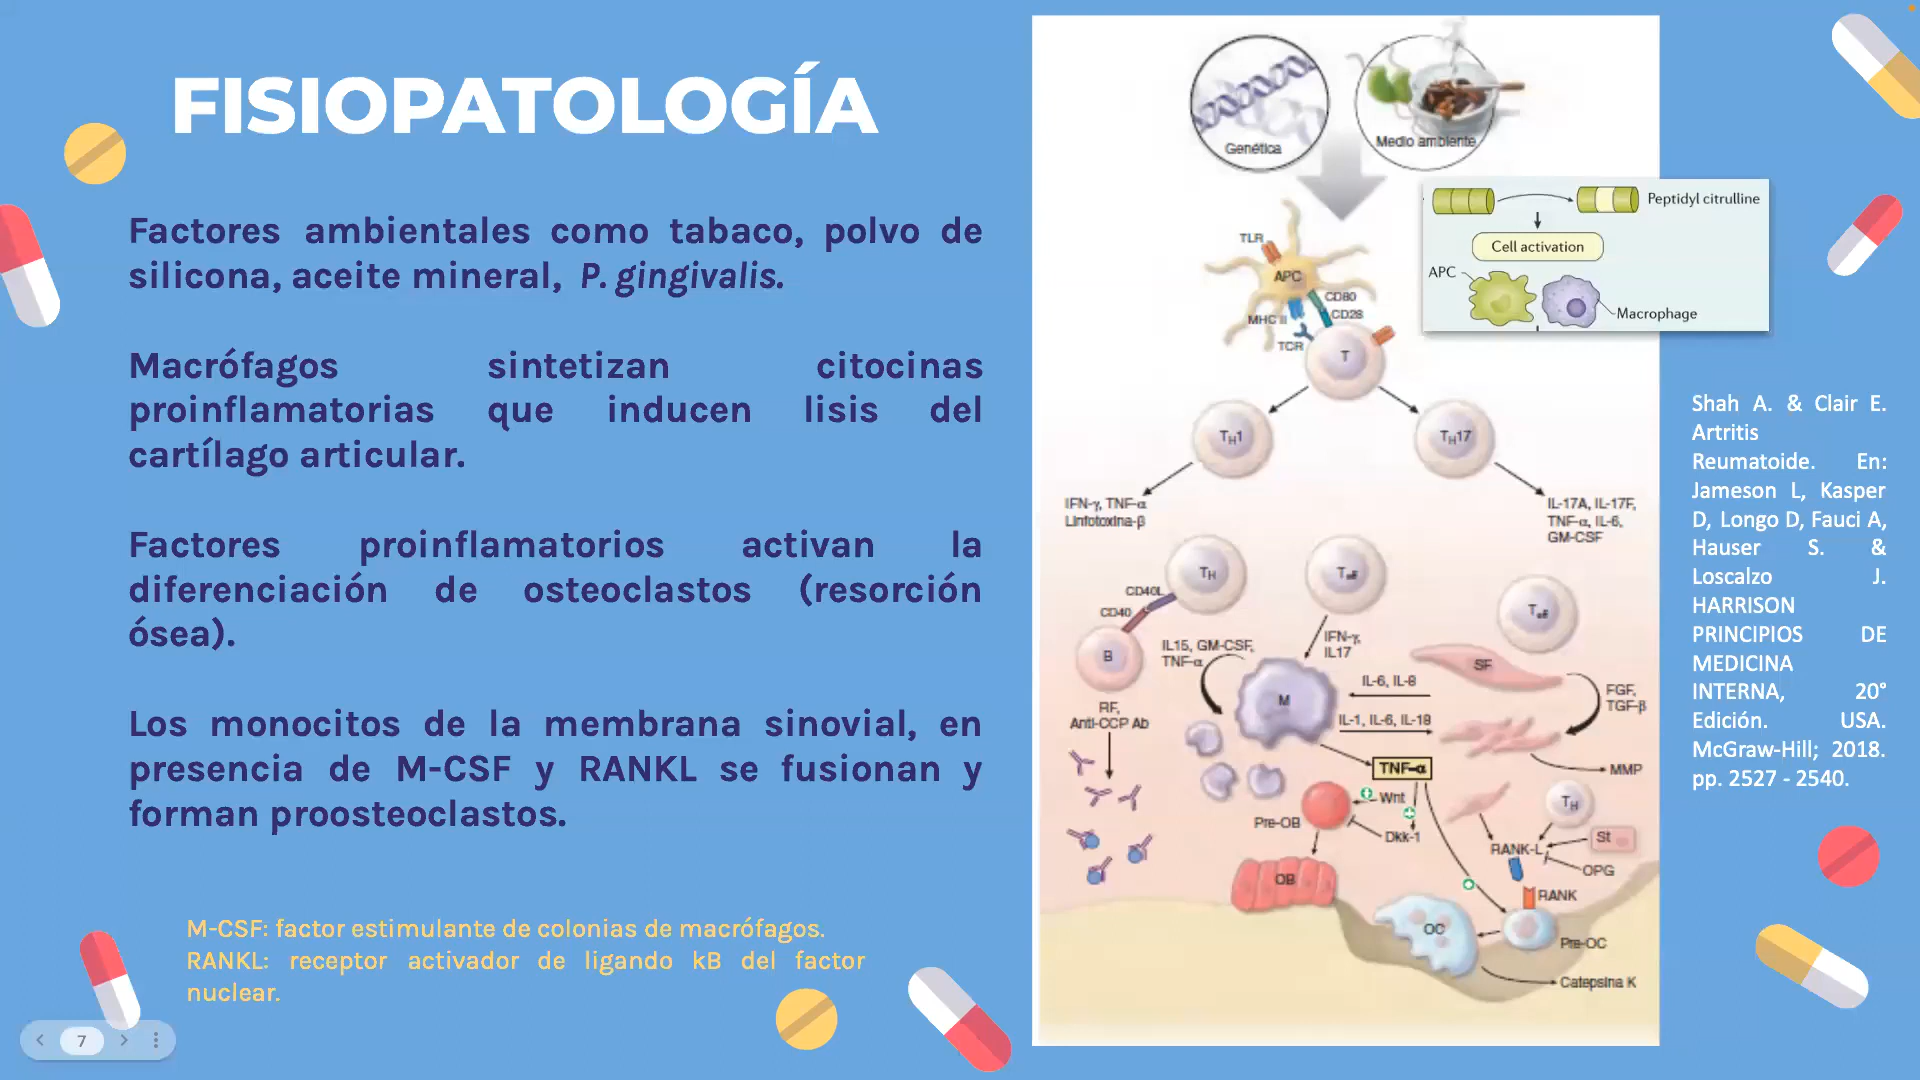 FISIOPATOLOGÍA
Factores ambientales como tabaco, polvo de
silicona, aceite mineral, P. gingivalis.
Macrófagos sintetizan citocinas
proinflamatorias que inducen lisis del
cartílago articular.
Factores proinflamatorios activan la
diferenciación de osteoclastos (resorción
ósea).
Los monocitos de la membrana sinovial, en
presencia de M-CSF y RANKL se fusionan y
forman proosteoclastos.
M-CSF: factor estimulante de colonias de macrófagos.
RANKL: receptor activador de ligando kB del factor
nuclear.
7
Genética
Medio ambiente
TLR
APC
CD80
CD28
MHC II
TCR
T
Peptidyl citrulline
Cell activation
APC
Macrophage
TH1
TH17
IFN-γ, TNF-α
Linfotoxina-β
IL-17A, IL-17F,
TNF-α, IL-6,
GM-CSF
TH
CD40L
CD40
B
IL15, GM-CSF,
TNF-α
IFN-γ,
IL17
SF
IL-6, IL-8
M
FGF,
TGF-β
RF,
Anti-CCP Ab
IL-1, IL-6, IL-18
TNF-α
MMP
Wnt
Pre-OB
Dkk-1
TH
St
RANK-L
OPG
OB
RANK
OC
Pre-OC
Catepsina K
Shah A. & Clair E.
Artritis
Reumatoide. En:
Jameson L, Kasper
D, Longo D, Fauci A,
Hauser S. &
Loscalzo J.
HARRISON
PRINCIPIOS DE
MEDICINA
INTERNA, 20°
Edición. USA.
McGraw-Hill; 2018.
pp. 2527 - 2540.